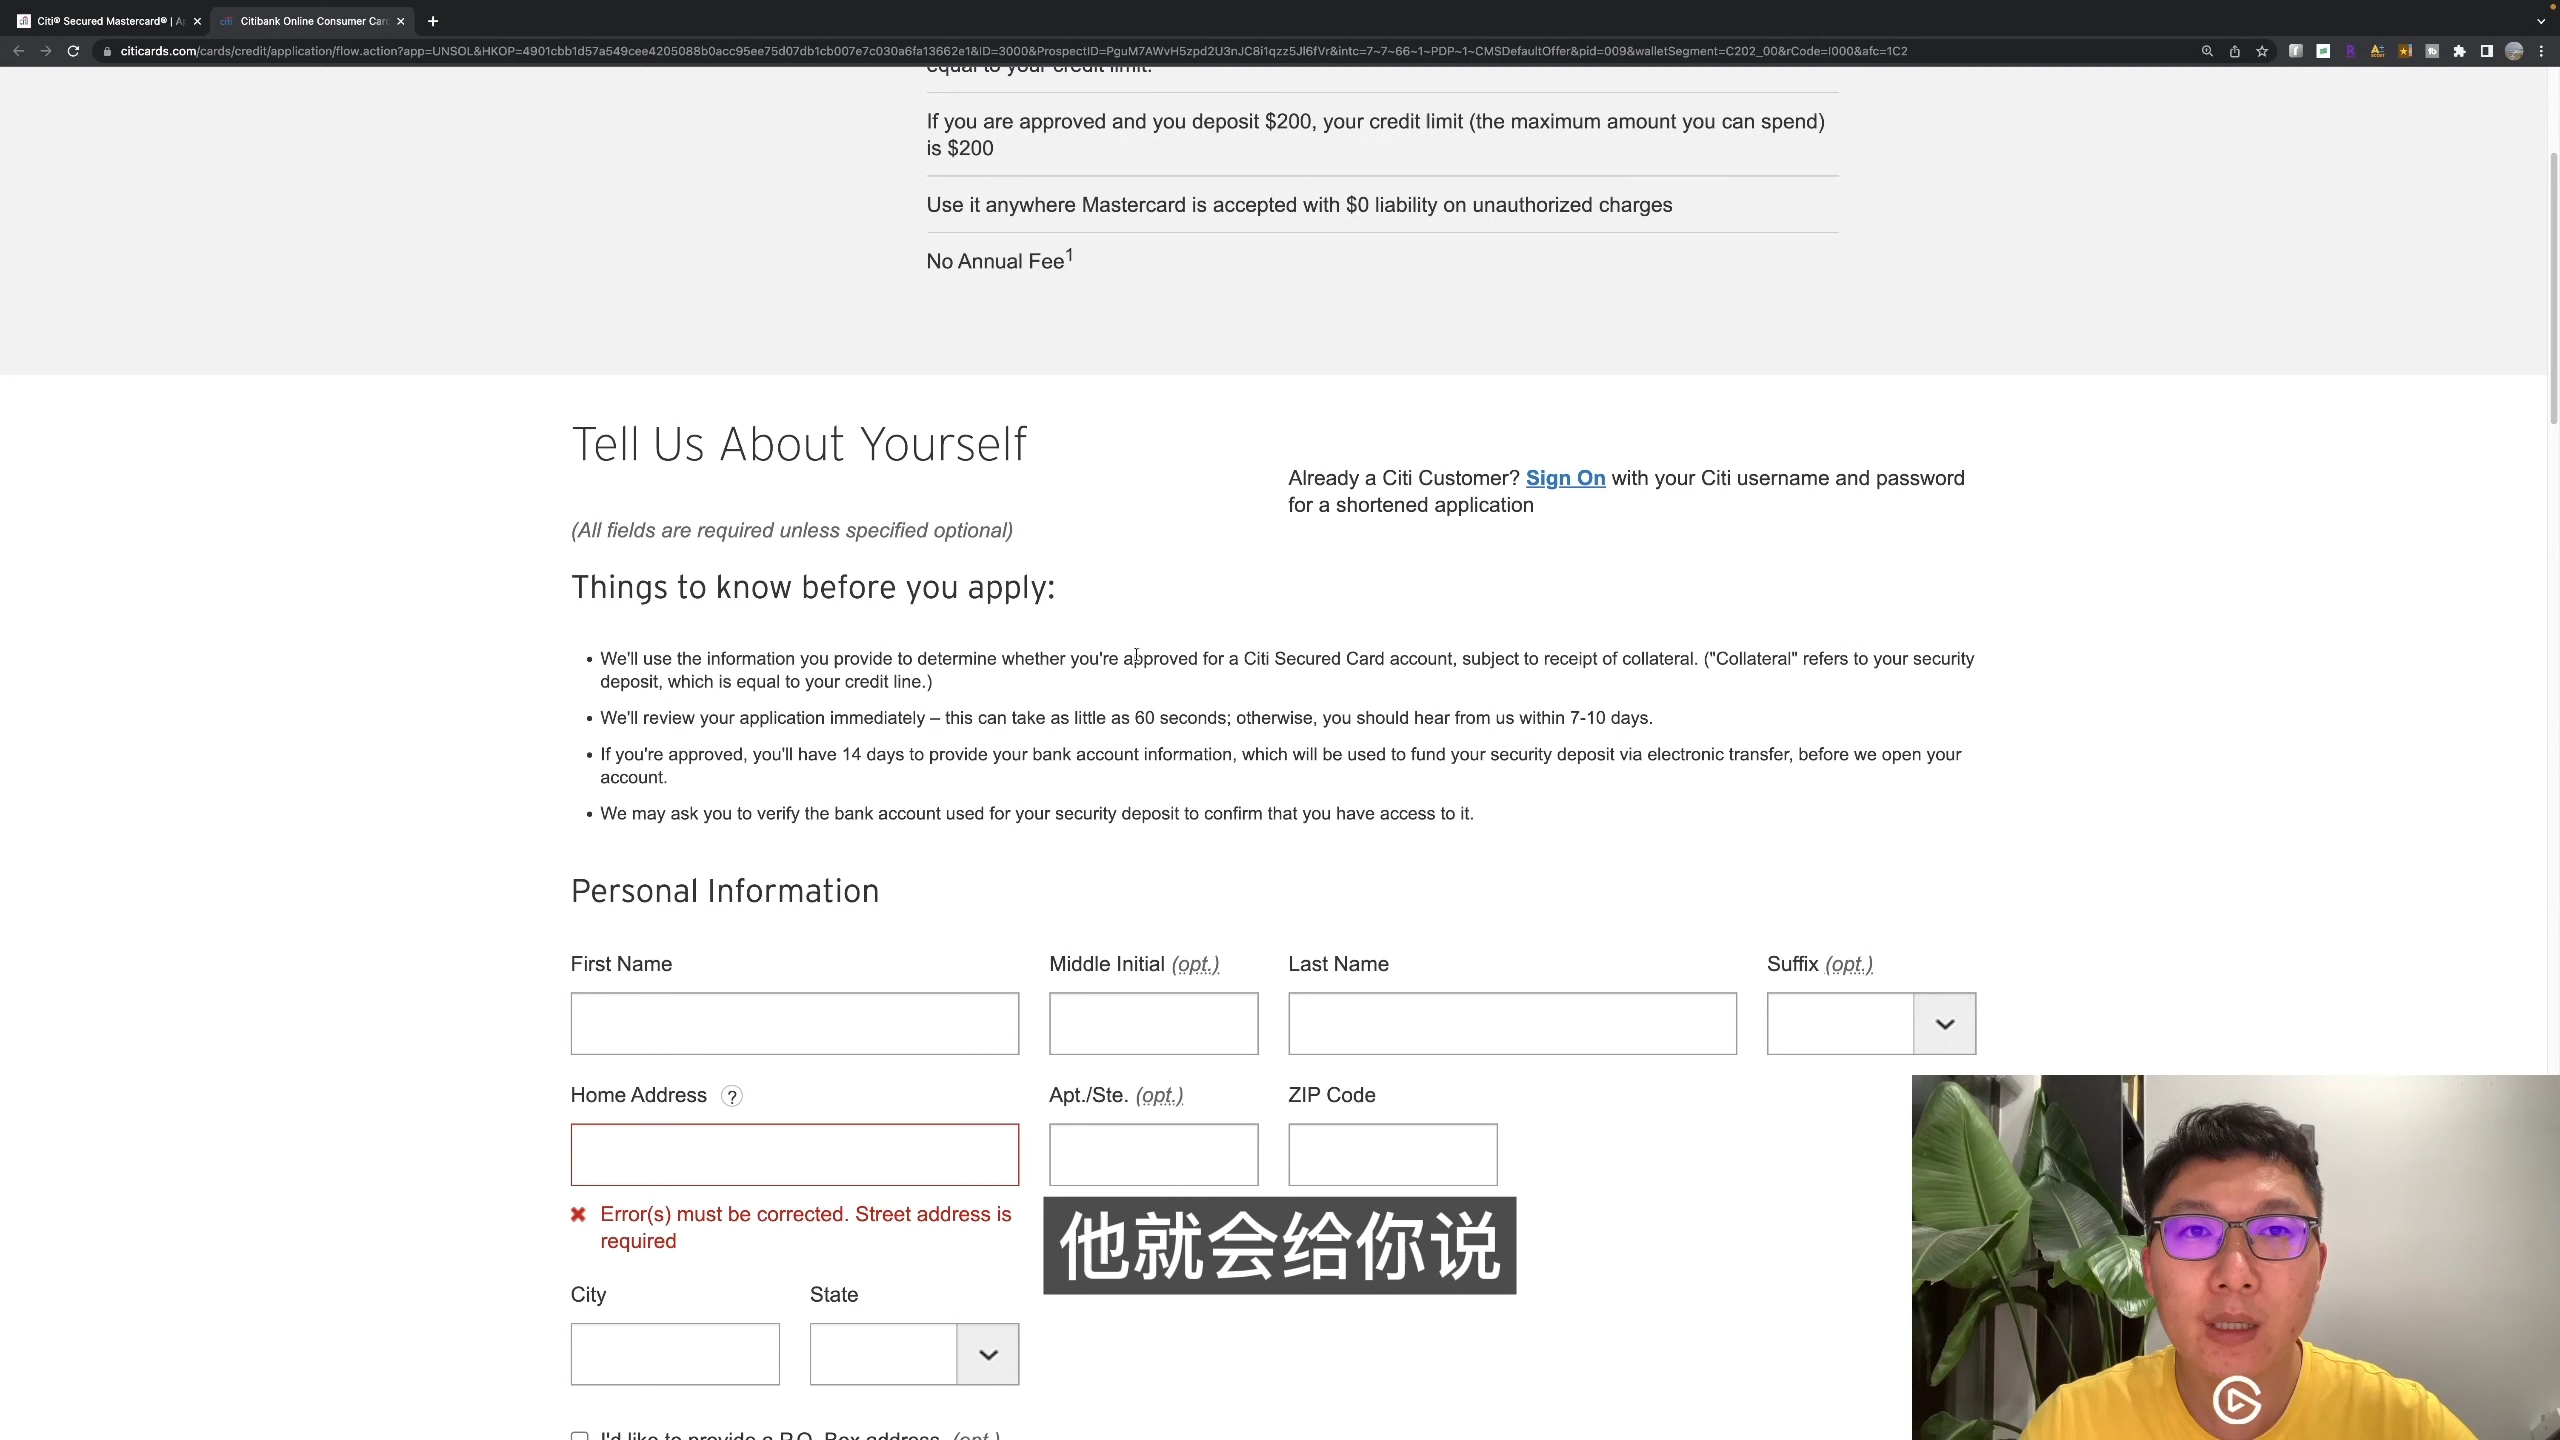 Citi® Secured Mastercard® | A
Citibank Online Consumer Car
citicards.com/cards/credit/application/flow.action?app=UNSOL&HKOP=4901cbb1d57a549cee4205088b0acc95ee75d07db1cb007e7c030a6fa13662e1&ID=3000&ProspectID=PguM7AWvH5zpd2U3nJC8i1qzz5Jl6fVr&intc=7~7~66~1~PDP~1~CMSDefaultOffer&pid=009&walletSegment=C202_00&rCode=I000&afc=1C2
equal to your credit limit.
If you are approved and you deposit $200, your credit limit (the maximum amount you can spend)
is $200
Use it anywhere Mastercard is accepted with $0 liability on unauthorized charges
No Annual Fee1
Tell Us About Yourself
Already a Citi Customer? Sign On with your Citi username and password
for a shortened application
(All fields are required unless specified optional)
Things to know before you apply:
• We'll use the information you provide to determine whether you're approved for a Citi Secured Card account, subject to receipt of collateral. ("Collateral" refers to your security
deposit, which is equal to your credit line.)
• We'll review your application immediately – this can take as little as 60 seconds; otherwise, you should hear from us within 7-10 days.
• If you're approved, you'll have 14 days to provide your bank account information, which will be used to fund your security deposit via electronic transfer, before we open your
account.
• We may ask you to verify the bank account used for your security deposit to confirm that you have access to it.
Personal Information
First Name Middle Initial (opt.) Last Name Suffix (opt.)
Home Address ? Apt./Ste. (opt.) ZIP Code
Error(s) must be corrected. Street address is
required
他就会给你说
City State
I'd like to provide a P.O. Box address (opt.)